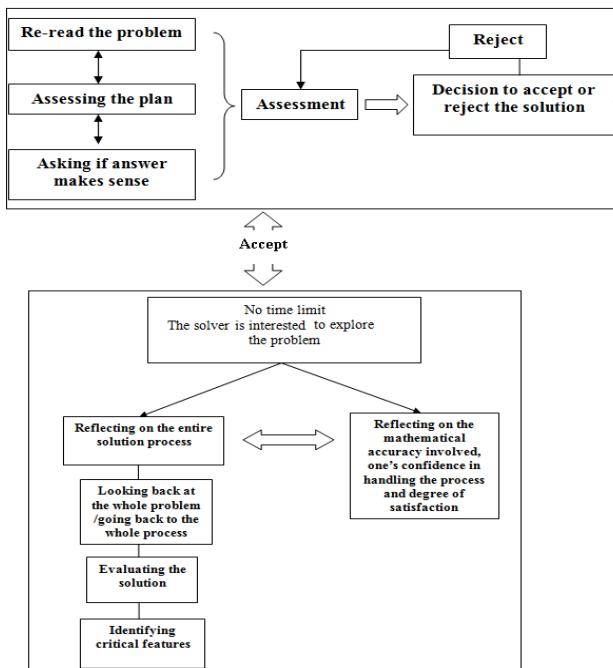 Re-read the problem
Assessing the plan
Asking if answer
makes sense
Assessment
Reject
Decision to accept or
reject the solution
Accept
No time limit
The solver is interested to explore
the problem
Reflecting on the entire
solution process
Looking back at
the whole problem
/going back to the
whole process
Evaluating the
solution
Identifying
critical features
Reflecting on the
mathematical
accuracy involved,
one's confidence in
handling the process
and degree of
satisfaction